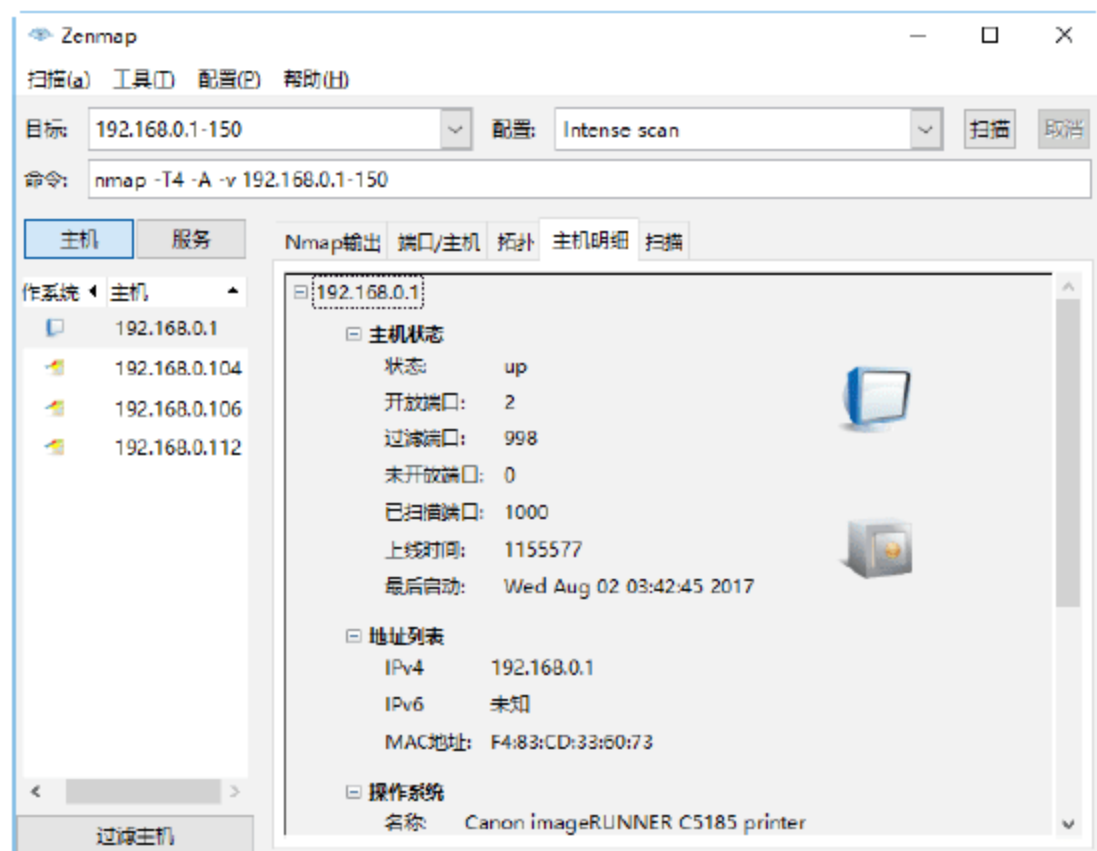 Zenmap
扫描(a) 工具(T) 配置(P) 帮助(H)
目标: 192.168.0.1-150 配置: Intense scan 扫描 取消
命令: nmap -T4 -A -v 192.168.0.1-150
主机 服务 Nmap输出 端口/主机 拓扑 主机明细 扫描
作系统 主机
192.168.0.1
192.168.0.104
192.168.0.106
192.168.0.112
过滤主机
192.168.0.1
主机状态
状态: up
开放端口: 2
过滤端口: 998
未开放端口: 0
已扫描端口: 1000
上线时间: 1155577
最后启动: Wed Aug 02 03:42:45 2017
地址列表
IPv4 192.168.0.1
IPv6 未知
MAC地址: F4:83:CD:33:60:73
操作系统
名称: Canon imageRUNNER C5185 printer